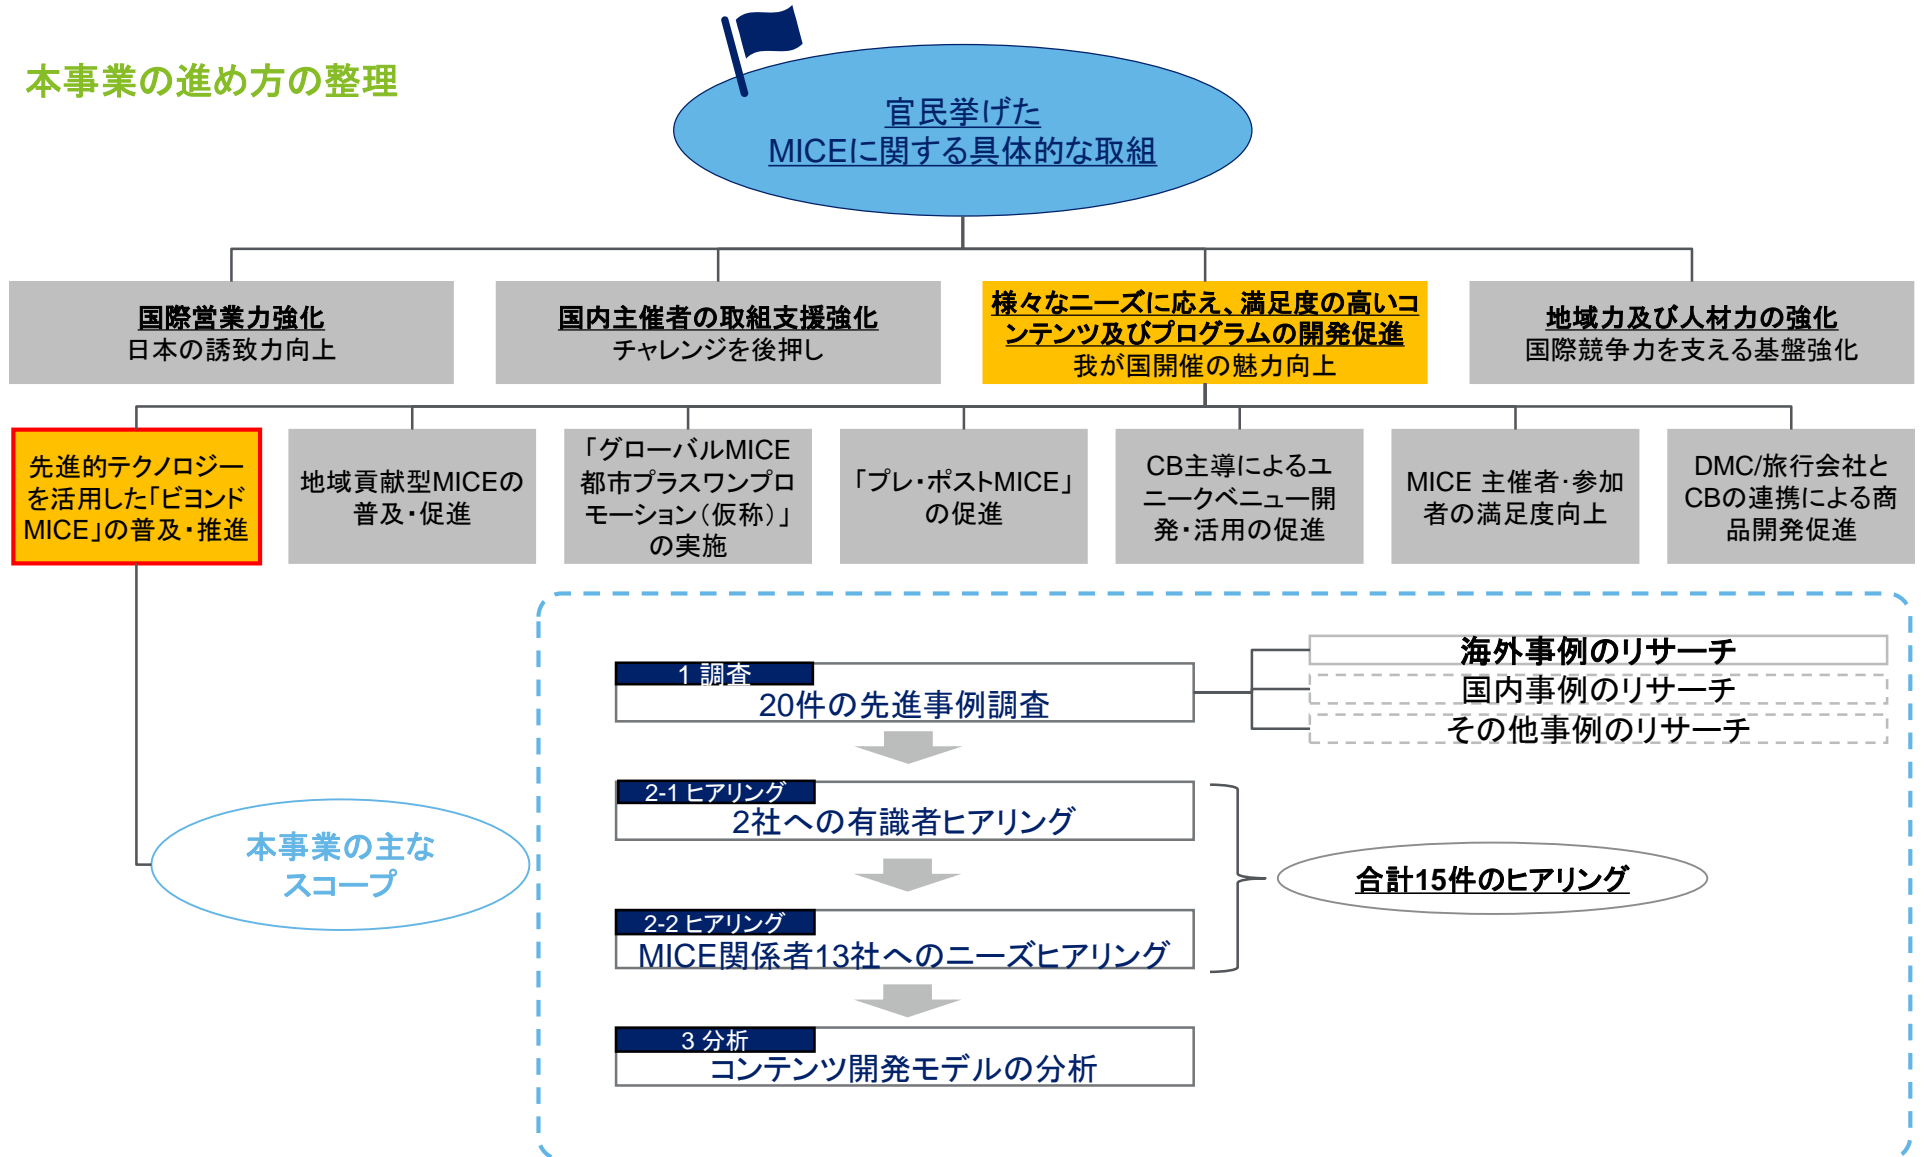 本事業の進め方の整理
官民挙げた
MICEに関する具体的な取組
国際営業力強化
日本の誘致力向上
国内主催者の取組支援強化
チャレンジを後押し
様々なニーズに応え、満足度の高いコ
ンテンツ及びプログラムの開発促進
我が国開催の魅力向上
地域力及び人材力の強化
国際競争力を支える基盤強化
先進的テクノロジー
を活用した「ビヨンド
MICE」の普及・推進
地域貢献型MICEの
普及・促進
「グローバルMICE
都市プラスワンプロ
モーション（仮称）」
の実施
「プレ・ポストMICE」
の促進
CB主導によるユ
ニークベニュー開
発・活用の促進
MICE 主催者･参加
者の満足度向上
DMC/旅行会社と
CBの連携による商
品開発促進
本事業の主な
スコープ
1 調査
20件の先進事例調査
海外事例のリサーチ
国内事例のリサーチ
その他事例のリサーチ
2-1 ヒアリング
2社への有識者ヒアリング
2-2 ヒアリング
MICE関係者13社へのニーズヒアリング
合計15件のヒアリング
3 分析
コンテンツ開発モデルの分析